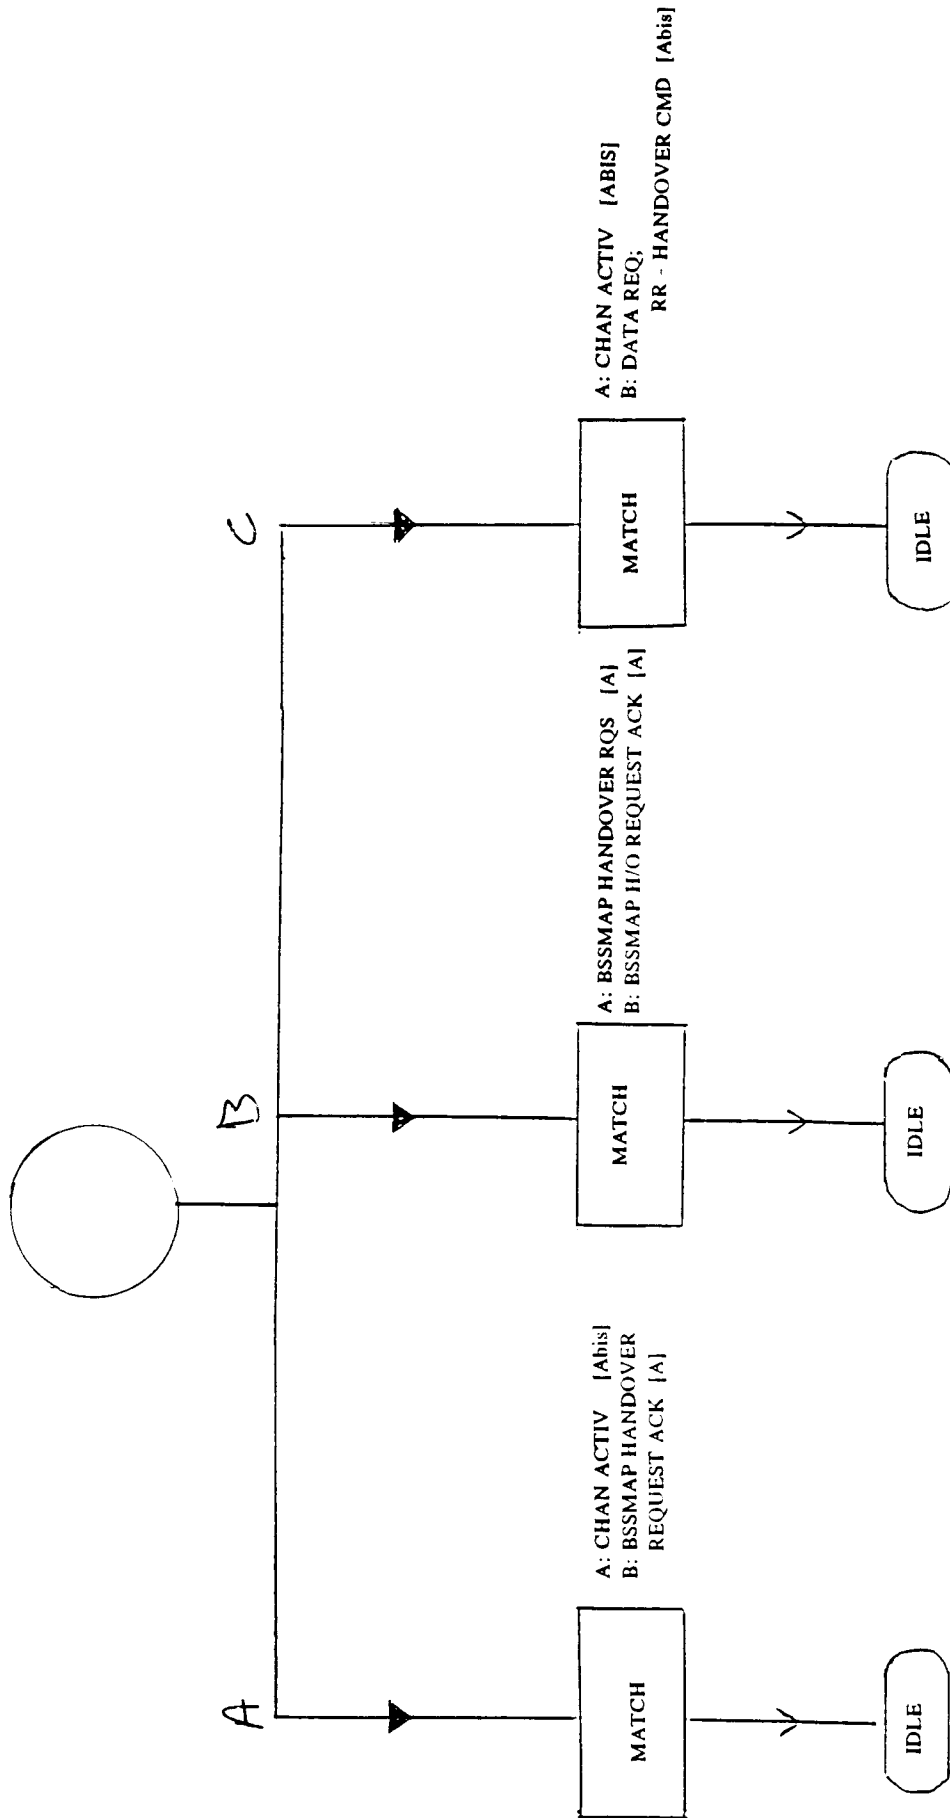 A
B
C
MATCH
A: CHAN ACTIV [Abis]
B: BSSMAP HANDOVER
REQUEST ACK [A]
MATCH
A: BSSMAP HANDOVER RQS [A]
B: BSSMAP H/O REQUEST ACK [A]
MATCH
A: CHAN ACTIV [ABIS]
B: DATA REQ;
RR - HANDOVER CMD [Abis]
IDLE
IDLE
IDLE